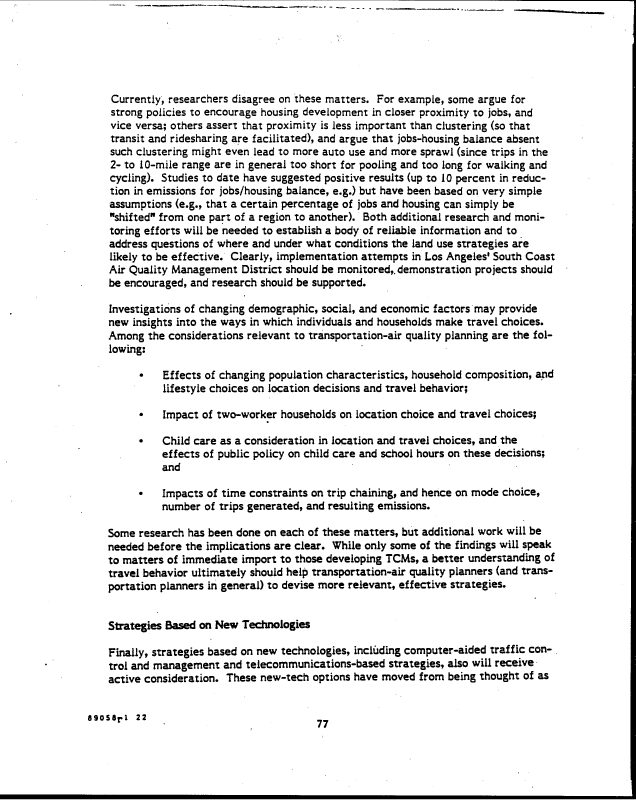 Currently, researchers disagree on these matters. For example, some argue for
strong policies to encourage housing development in closer proximity to jobs, and
vice versa; others assert that proximity is less important than clustering (so that
transit and ridesharing are facilitated), and argue that jobs-housing balance absent
such clustering might even lead to more auto use and more sprawl (since trips in the
2- to 10-mile range are in general too short for pooling and too long for walking and
cycling). Studies to date have suggested positive results (up to 10 percent in reduc-
tion in emissions for jobs/housing balance, e.g.) but have been based on very simple
assumptions (e.g., that a certain percentage of jobs and housing can simply be
"shifted" from one part of a region to another). Both additional research and moni-
toring efforts will be needed to establish a body of reliable information and to
address questions of where and under what conditions the land use strategies are
likely to be effective. Clearly, implementation attempts in Los Angeles' South Coast
Air Quality Management District should be monitored, demonstration projects should
be encouraged, and research should be supported.
Investigations of changing demographic, social, and economic factors may provide
new insights into the ways in which individuals and households make travel choices.
Among the considerations relevant to transportation-air quality planning are the fol-
lowing:
• Effects of changing population characteristics, household composition, and
lifestyle choices on location decisions and travel behavior;
• Impact of two-worker households on location choice and travel choices;
• Child care as a consideration in location and travel choices, and the
effects of public policy on child care and school hours on these decisions;
and
• Impacts of time constraints on trip chaining, and hence on mode choice,
number of trips generated, and resulting emissions.
Some research has been done on each of these matters, but additional work will be
needed before the implications are clear. While only some of the findings will speak
to matters of immediate import to those developing TCMs, a better understanding of
travel behavior ultimately should help transportation-air quality planners (and trans-
portation planners in general) to devise more relevant, effective strategies.
Strategies Based on New Technologies
Finally, strategies based on new technologies, including computer-aided traffic con-
trol and management and telecommunications-based strategies, also will receive
active consideration. These new-tech options have moved from being thought of as
89058r1 22
77